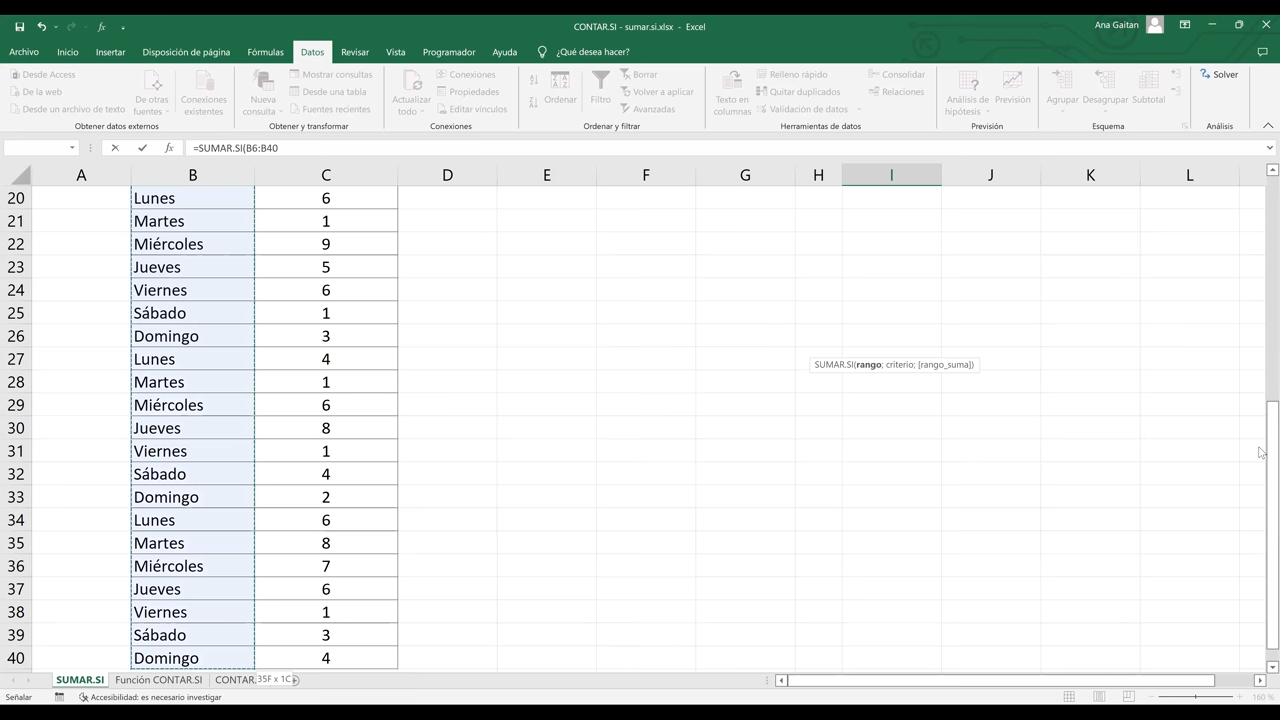 CONTAR.SI - sumar.si.xlsx - Excel
Ana Gaitan
Archivo Inicio Insertar Disposición de página Fórmulas Datos Revisar Vista Programador Ayuda ¿Qué desea hacer?
Desde Access
De la web
Desde un archivo de texto
De otras fuentes
Conexiones existentes
Obtener datos externos
Nueva consulta
Mostrar consultas
Desde una tabla
Fuentes recientes
Obtener y transformar
Actualizar todo
Conexiones
Propiedades
Editar vínculos
Conexiones
Ordenar
Filtro
Borrar
Volver a aplicar
Avanzadas
Ordenar y filtrar
Texto en columnas
Relleno rápido
Quitar duplicados
Validación de datos
Consolidar
Relaciones
Herramientas de datos
Análisis de hipótesis
Previsión
Previsión
Agrupar
Desagrupar
Subtotal
Esquema
Solver
Análisis
fx =SUMAR.SI(B6:B40
A B C D E F G H I J K L
20 Lunes 6
21 Martes 1
22 Miércoles 9
23 Jueves 5
24 Viernes 6
25 Sábado 1
26 Domingo 3
27 Lunes 4
SUMAR.SI(rango; criterio; [rango_suma])
28 Martes 1
29 Miércoles 6
30 Jueves 8
31 Viernes 1
32 Sábado 4
33 Domingo 2
34 Lunes 6
35 Martes 8
36 Miércoles 7
37 Jueves 6
38 Viernes 1
39 Sábado 3
40 Domingo 4
SUMAR.SI Función CONTAR.SI CONTAR. 35F x 1C
Señalar Accesibilidad: es necesario investigar 160 %